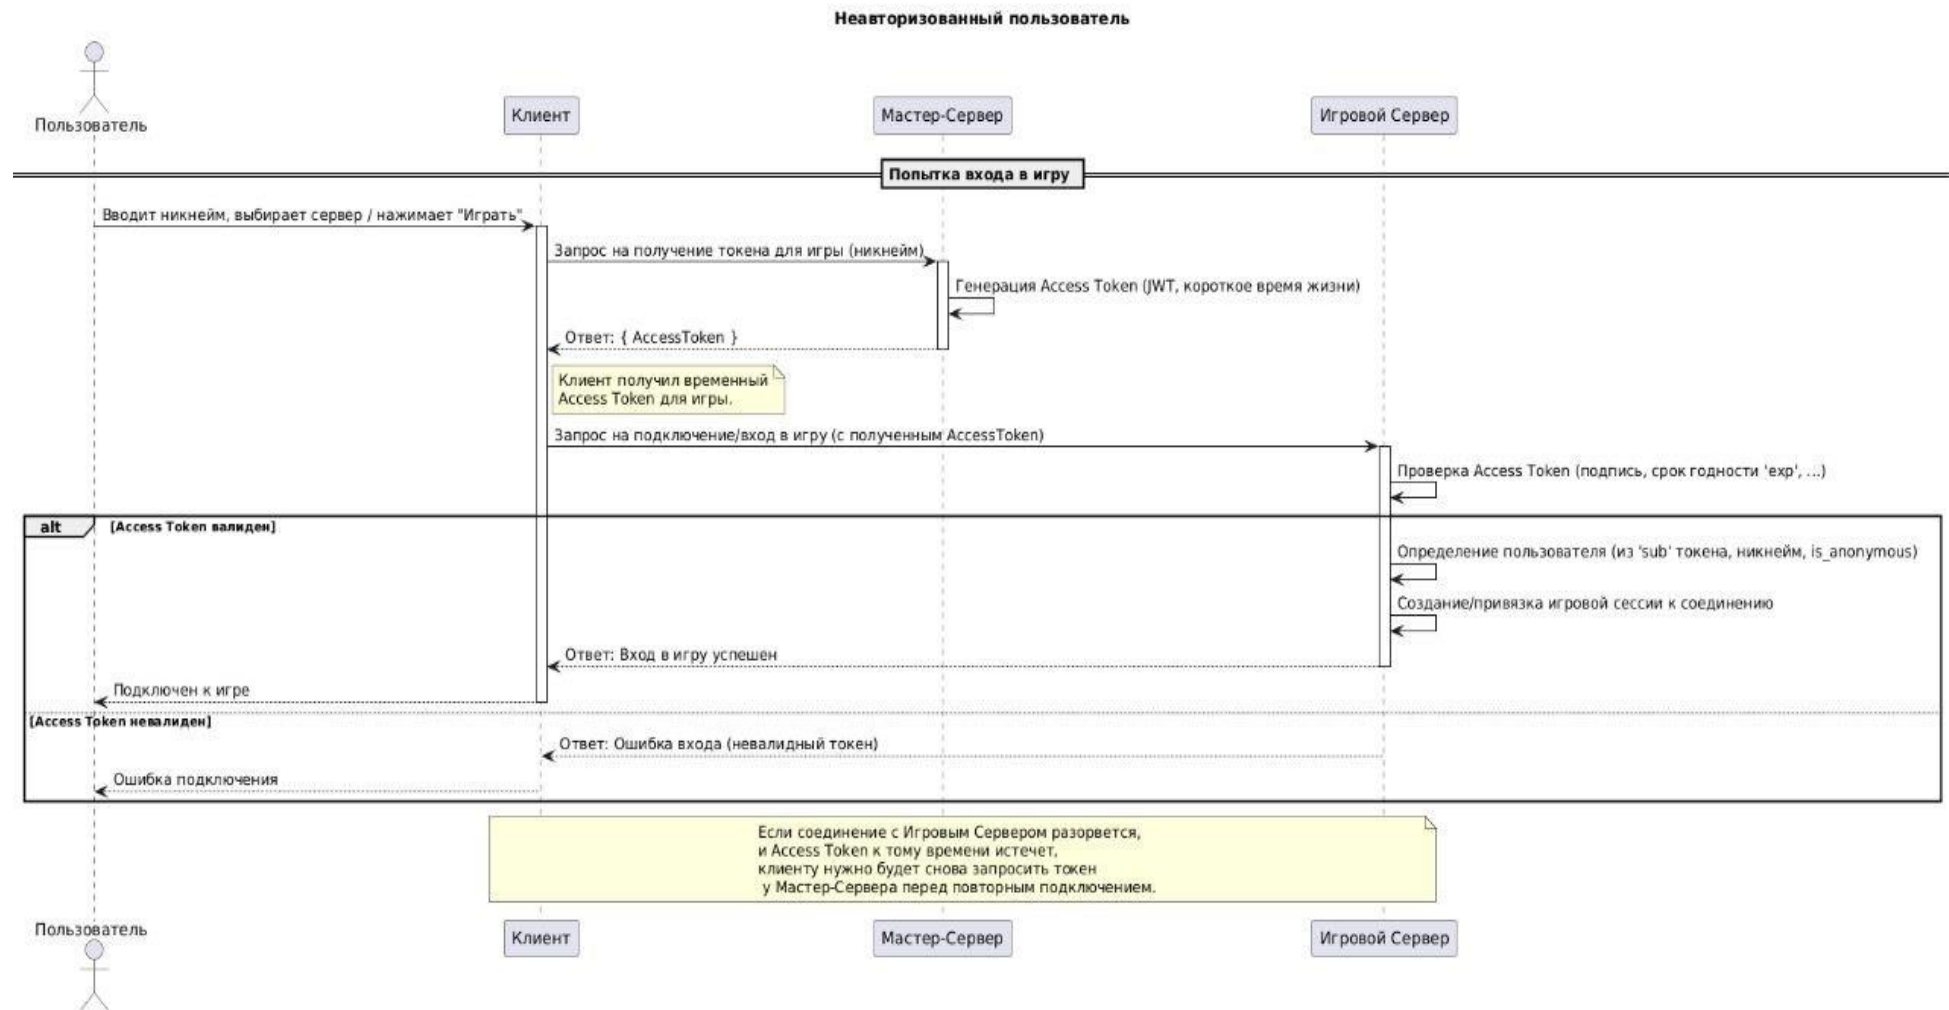 Неавторизованный пользователь
Пользователь
Клиент
Мастер-Сервер
Игровой Сервер
Попытка входа в игру
Вводит никнейм, выбирает сервер / нажимает "Играть"
Запрос на получение токена для игры (никнейм)
Генерация Access Token (JWT, короткое время жизни)
Ответ: { AccessToken }
Клиент получил временный
Access Token для игры.
Запрос на подключение/вход в игру (с полученным AccessToken)
Проверка Access Token (подпись, срок годности 'exp', ...)
alt
[Access Token валиден]
Определение пользователя (из 'sub' токена, никнейм, is_anonymous)
Создание/привязка игровой сессии к соединению
Ответ: Вход в игру успешен
Подключен к игре
[Access Token невалиден]
Ответ: Ошибка входа (невалидный токен)
Ошибка подключения
Если соединение с Игровым Сервером разорвется,
и Access Token к тому времени истечет,
клиенту нужно будет снова запросить токен
у Мастер-Сервера перед повторным подключением.
Пользователь
Клиент
Мастер-Сервер
Игровой Сервер